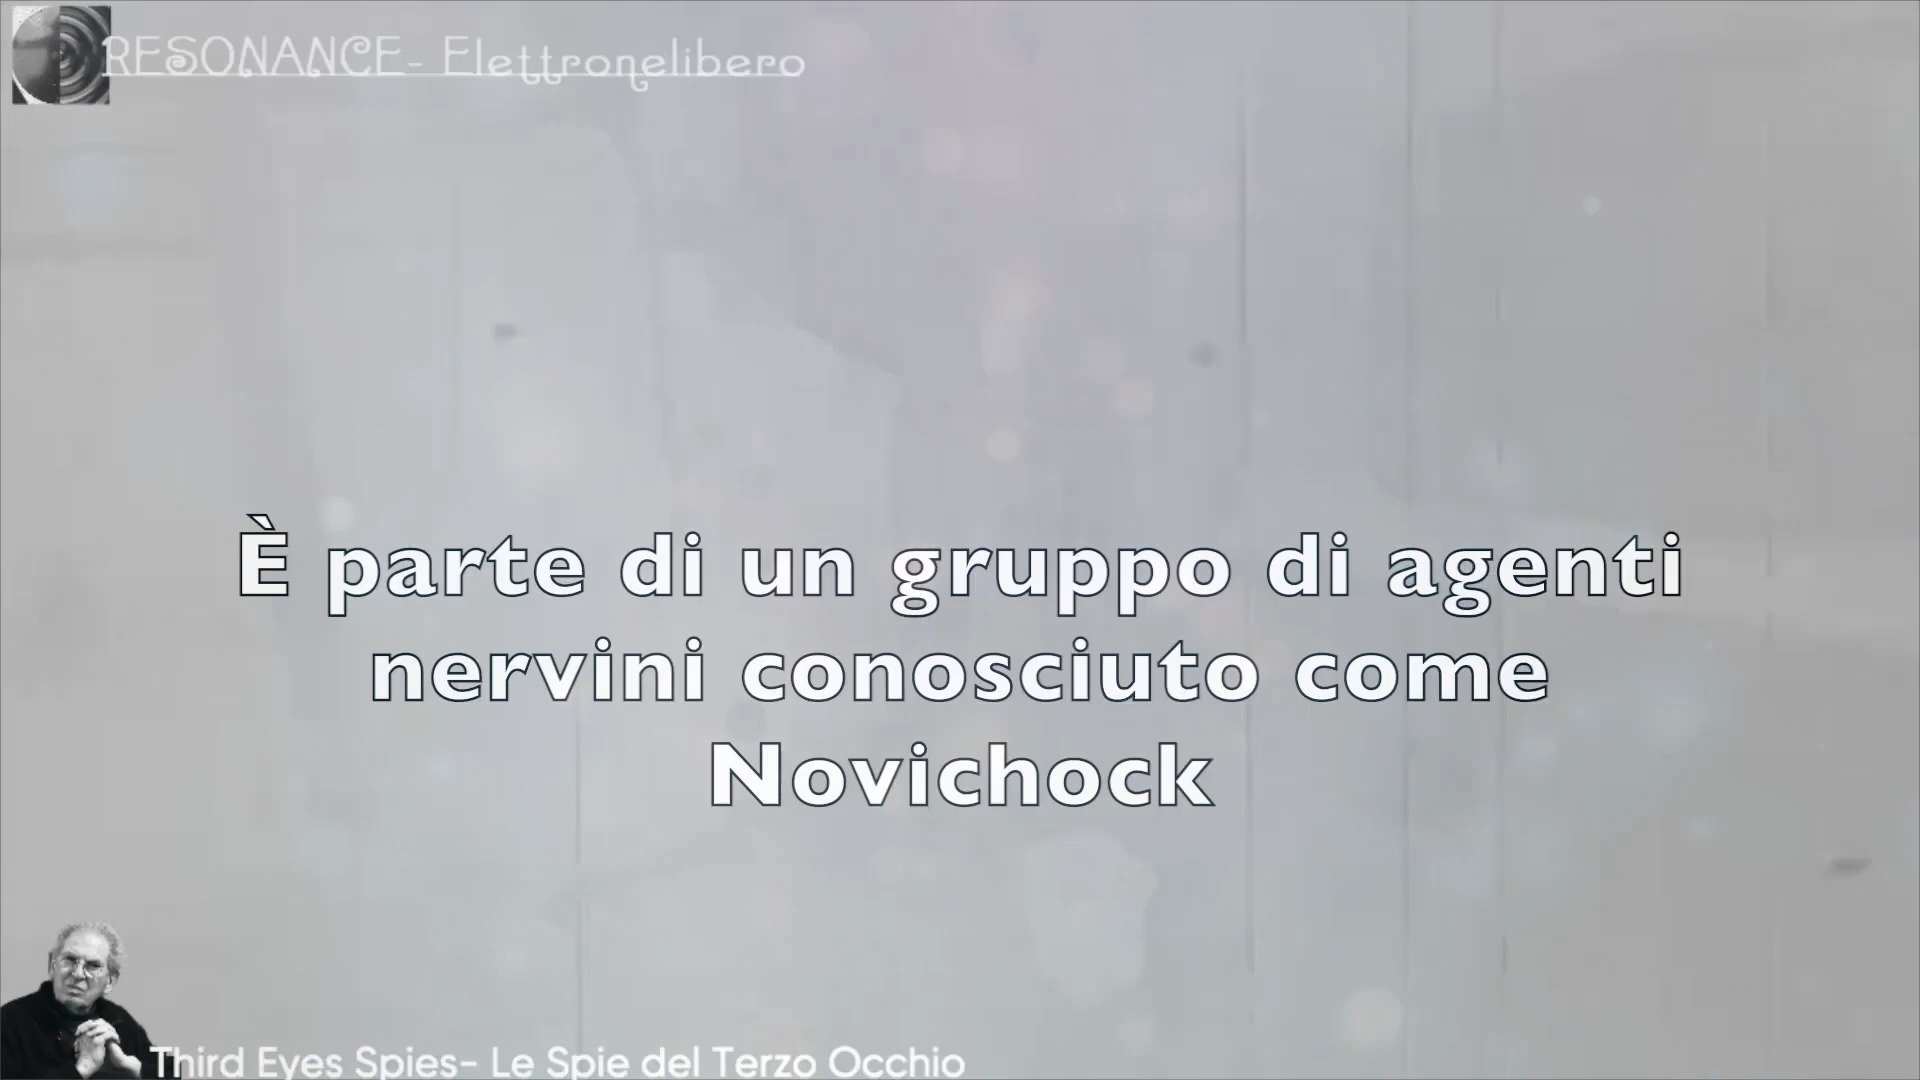 RESONANCE- Elettronelibero
È parte di un gruppo di agenti
nervini conosciuto come
Novichock
Third Eyes Spies- Le Spie del Terzo Occhio